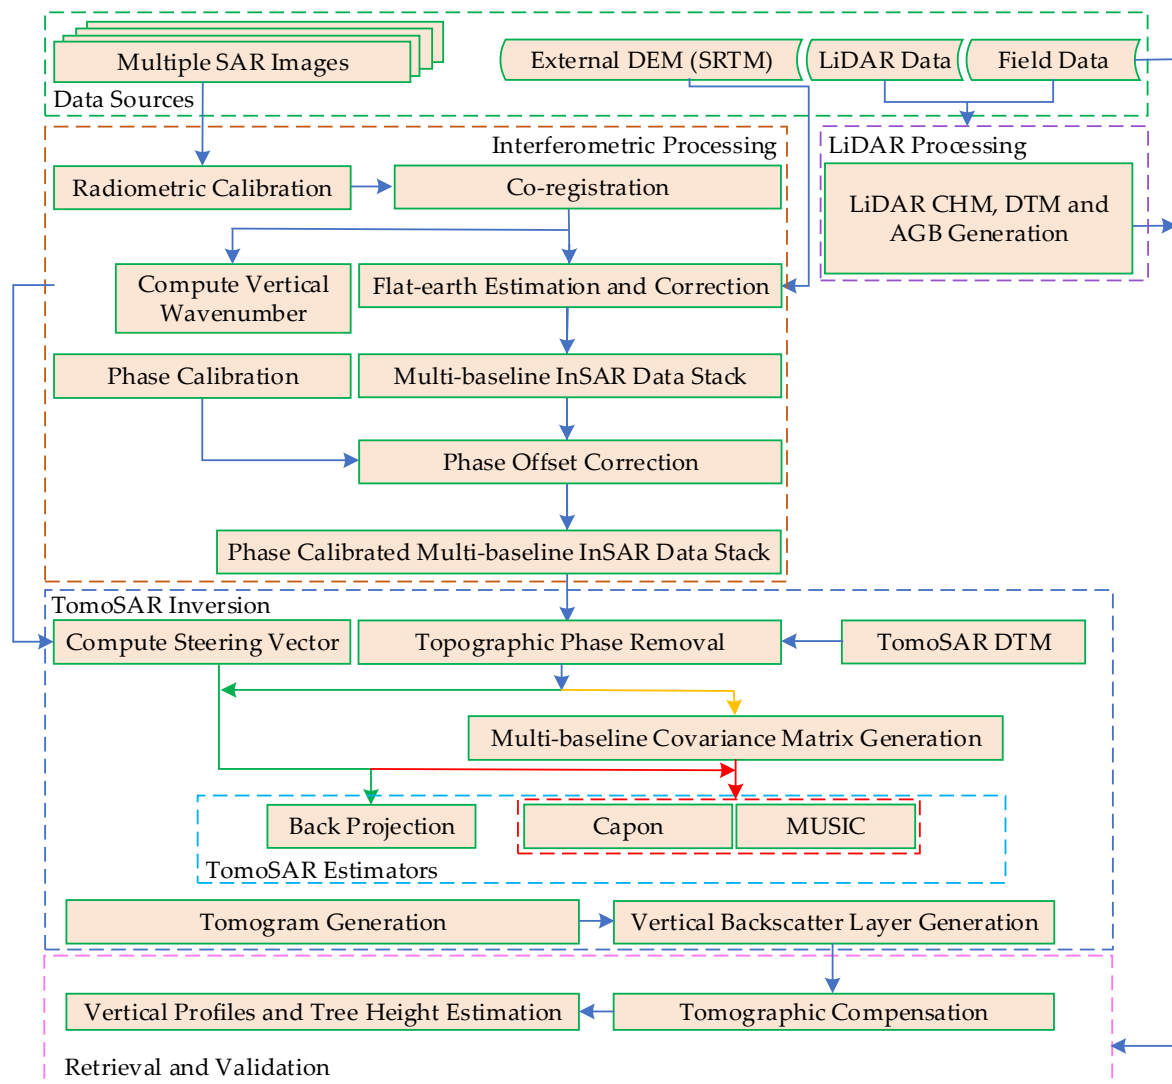 Multiple SAR Images
External DEM (SRTM)
LiDAR Data
Field Data
Data Sources
Interferometric Processing
LiDAR Processing
Radiometric Calibration
Co-registration
LiDAR CHM, DTM and
AGB Generation
Compute Vertical
Wavenumber
Flat-earth Estimation and Correction
Phase Calibration
Multi-baseline InSAR Data Stack
Phase Offset Correction
Phase Calibrated Multi-baseline InSAR Data Stack
TomoSAR Inversion
Compute Steering Vector
Topographic Phase Removal
TomoSAR DTM
Multi-baseline Covariance Matrix Generation
Back Projection
Capon
MUSIC
TomoSAR Estimators
Tomogram Generation
Vertical Backscatter Layer Generation
Vertical Profiles and Tree Height Estimation
Tomographic Compensation
Retrieval and Validation